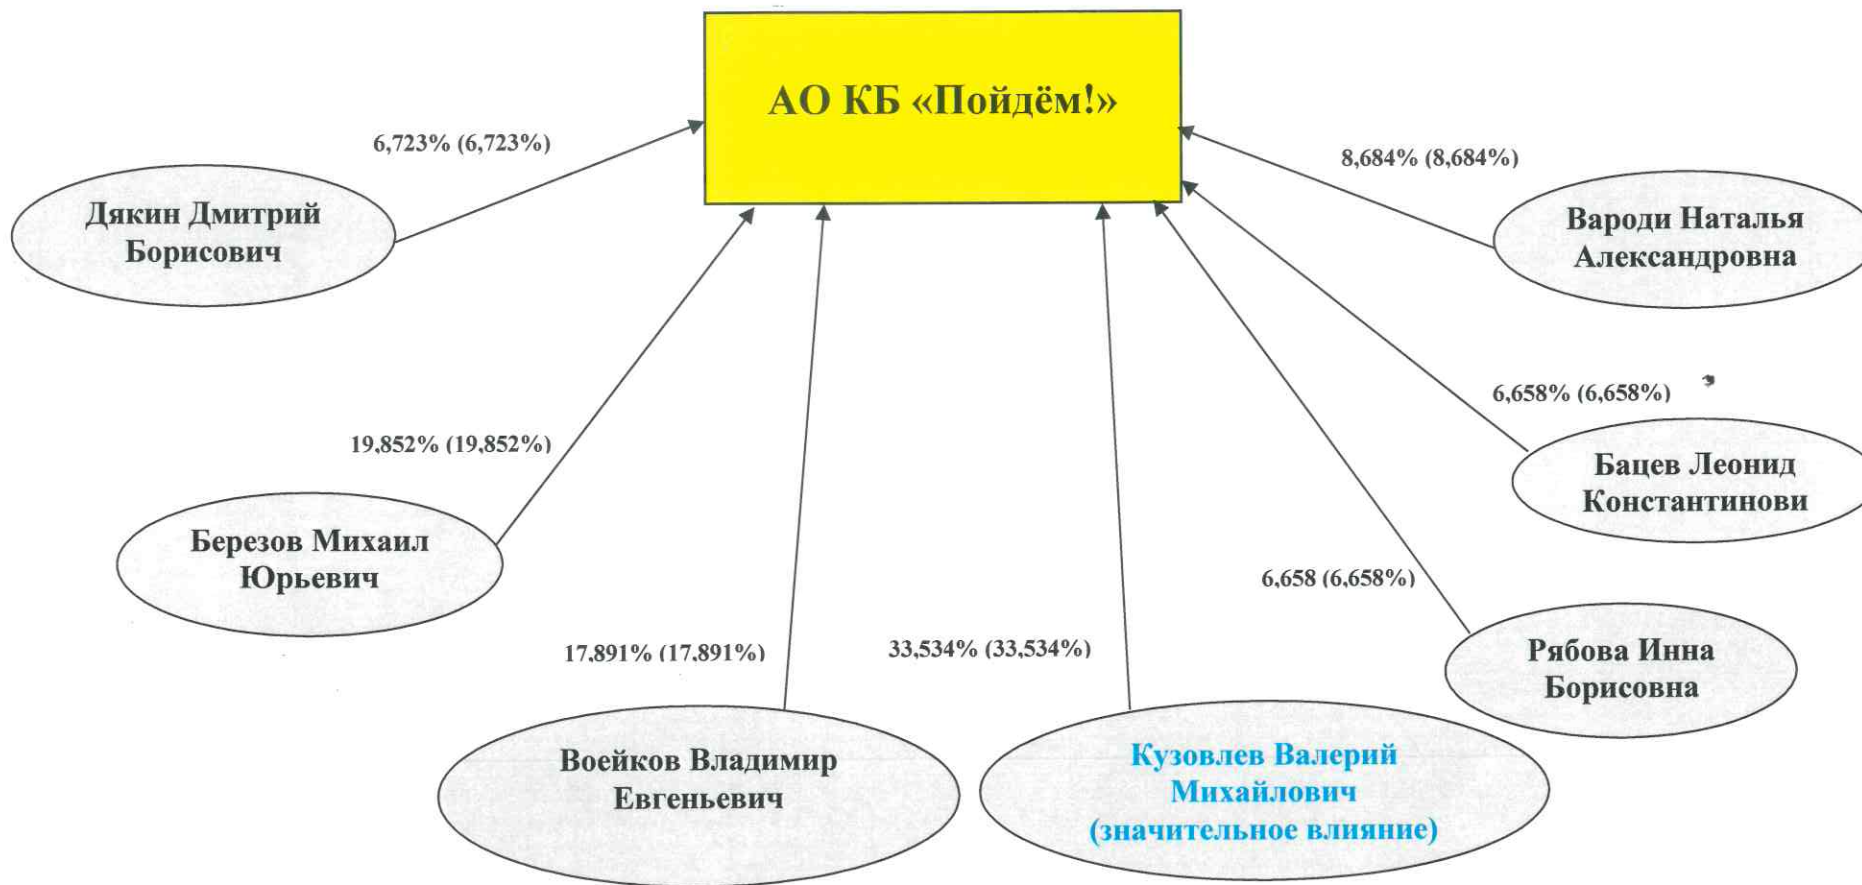 АО КБ «Пойдём!»
6,723% (6,723%)
8,684% (8,684%)
Дякин Дмитрий
Борисович
Вароди Наталья
Александровна
6,658% (6,658%)
19,852% (19,852%)
Бацев Леонид
Константинови
Березов Михаил
Юрьевич
6,658 (6,658%)
17,891% (17,891%)
33,534% (33,534%)
Рябова Инна
Борисовна
Воейков Владимир
Евгеньевич
Кузовлев Валерий
Михайлович
(значительное влияние)